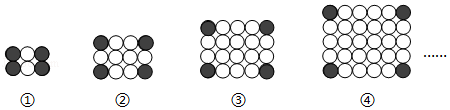 ① ② ③ ④ ……